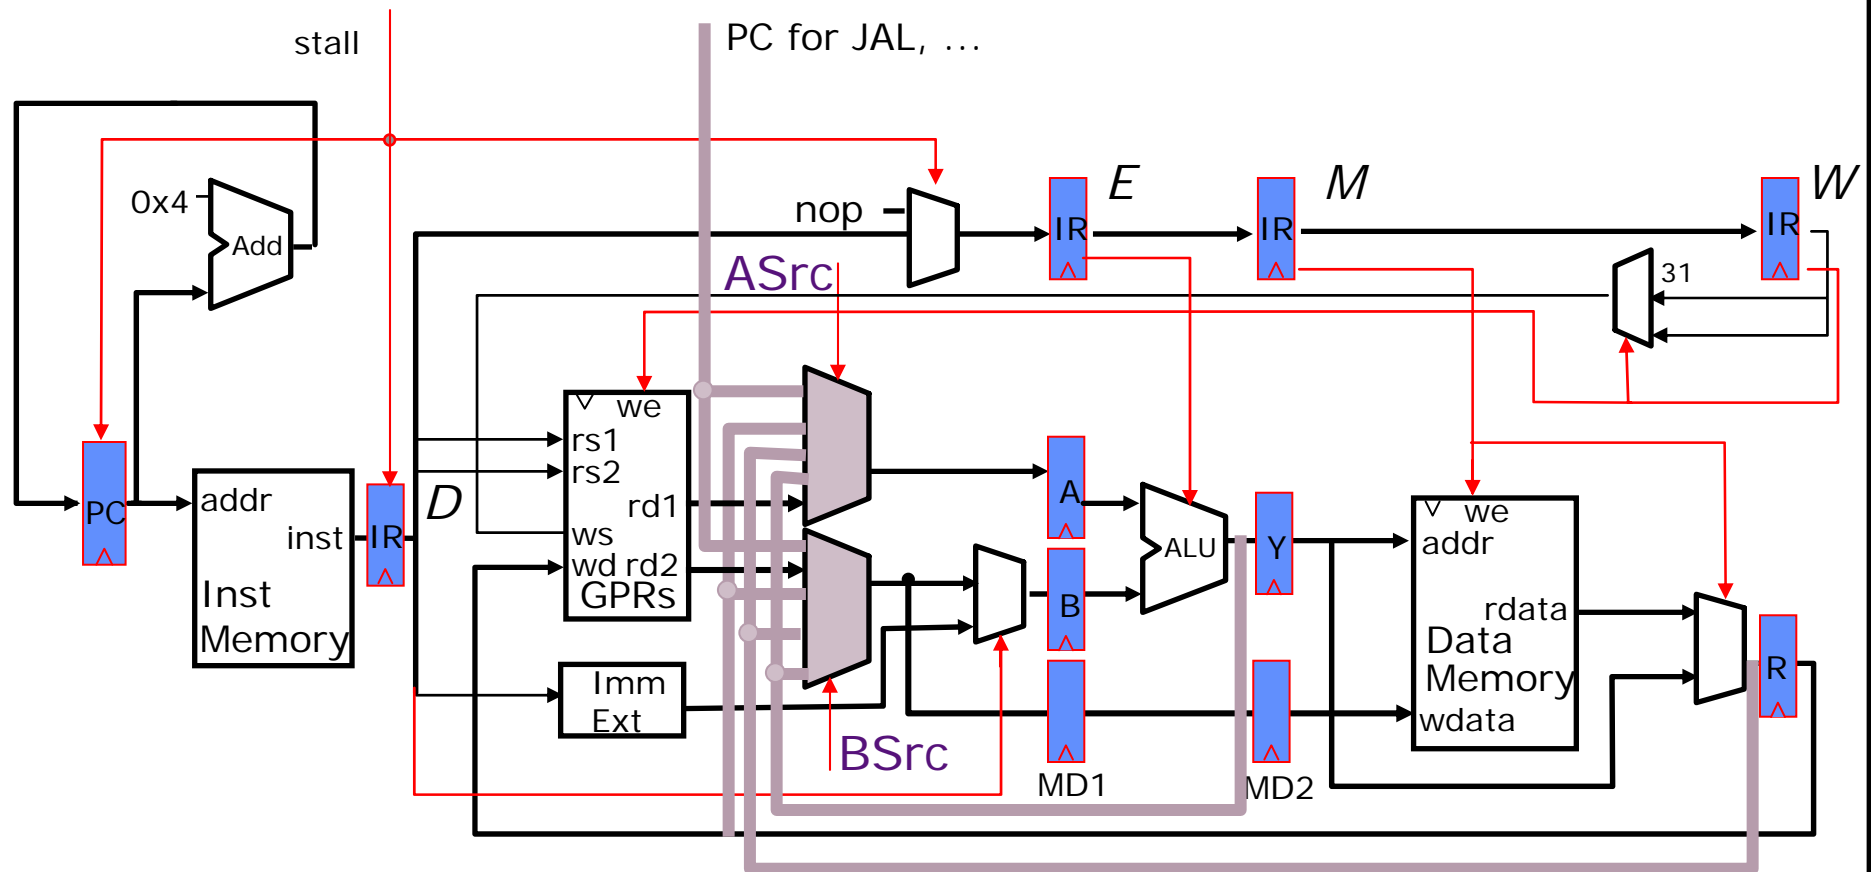 stall
PC for JAL, ...
E
M
W
0x4
nop
Add
IR
IR
IR
31
ASrc
we
rs1
rs2
rd1
ws
wd rd2
GPRs
PC
addr
inst
Inst
Memory
IR
D
A
B
ALU
Y
we
addr
rdata
Data
Memory
wdata
R
Imm
Ext
BSrc
MD1
MD2